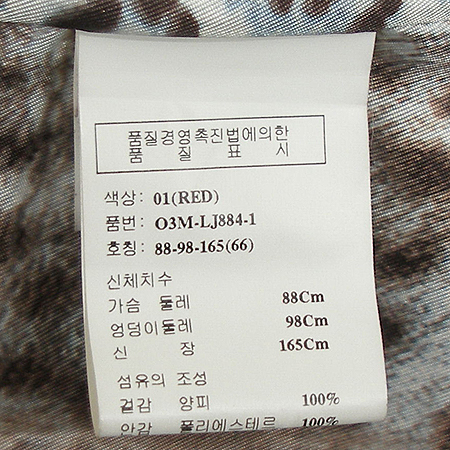 품질경영촉진법에의한
품 질 표 시
색상: 01(RED)
품번: O3M-LJ884-1
호칭: 88-98-165(66)
신체치수
가슴 둘레 88Cm
엉덩이둘레 98Cm
신 장 165Cm
섬유의 조성
겉감 양피 100%
안감 폴리에스테르 100%